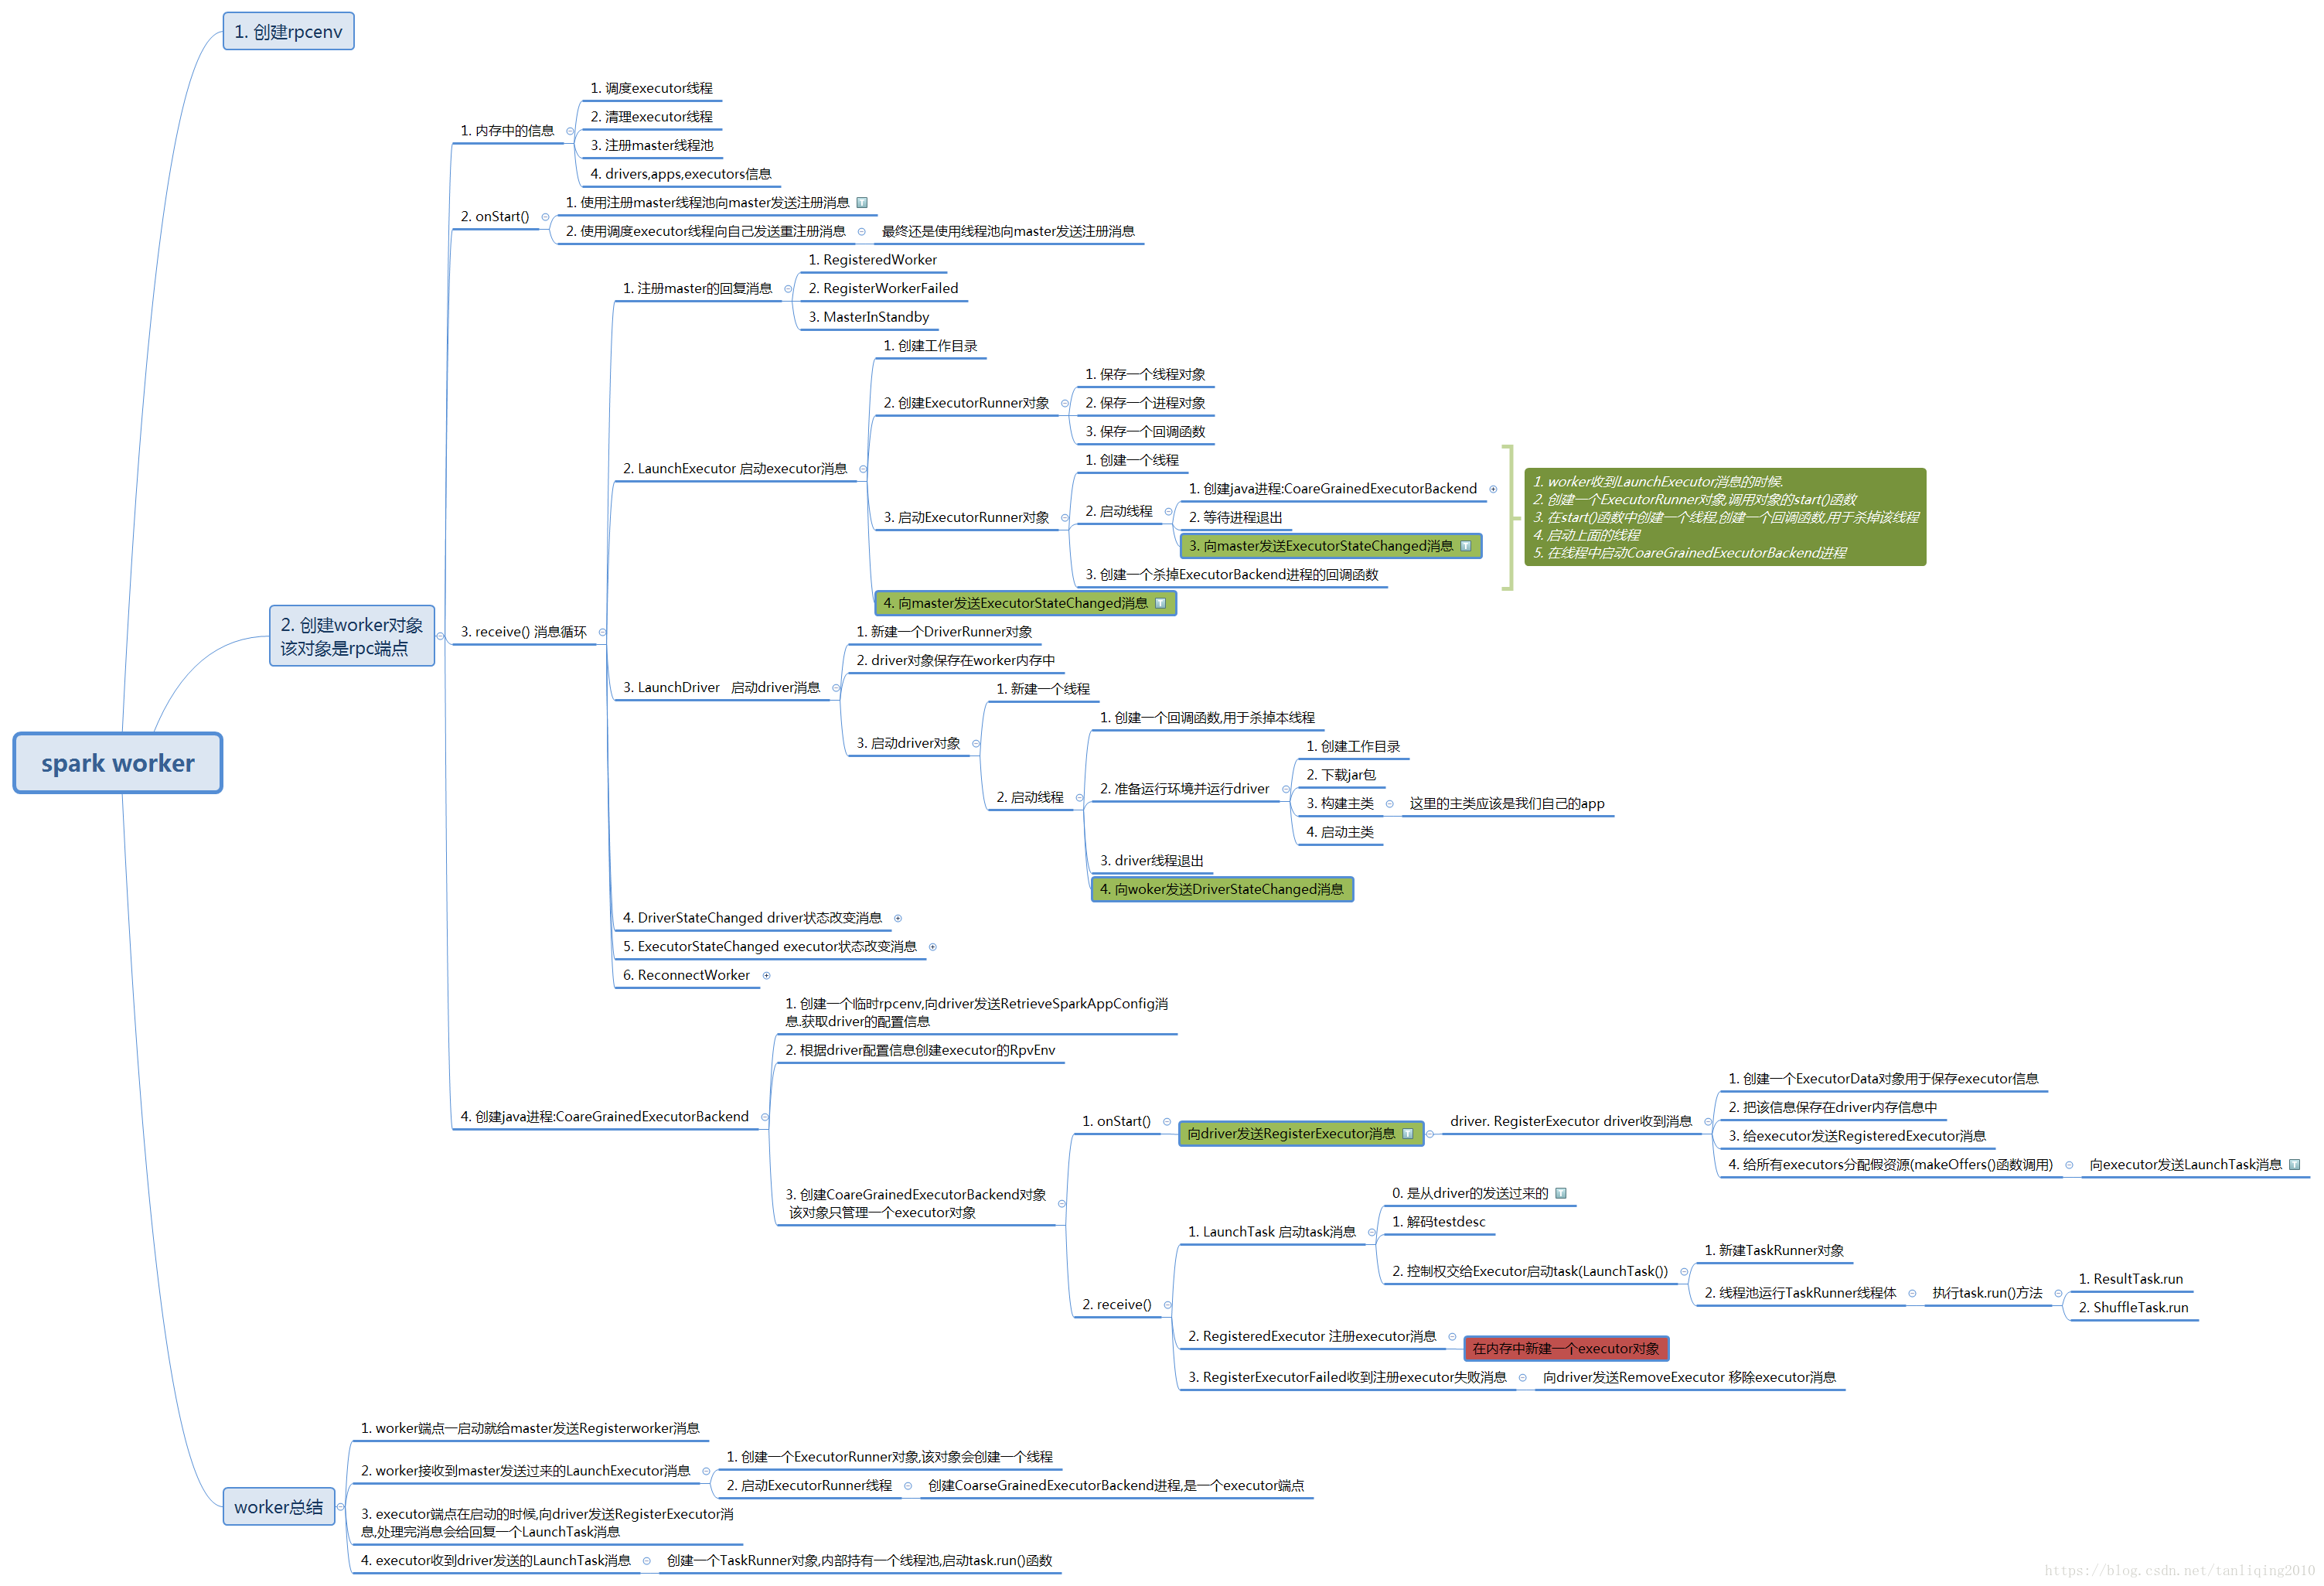 1. 创建rpcenv
1. 调度executor线程
1. 内存中的信息
2. 清理executor线程
3. 注册master线程池
4. drivers,apps,executors信息
2. onStart()
1. 使用注册master线程池向master发送注册消息
2. 使用调度executor线程向自己发送重注册消息
最终还是使用线程池向master发送注册消息
2. 创建worker对象
该对象是rpc端点
3. receive() 消息循环
1. 注册master的回复消息
1. RegisteredWorker
2. RegisterWorkerFailed
3. MasterInStandby
2. LaunchExecutor 启动executor消息
1. 创建工作目录
2. 创建ExecutorRunner对象
1. 保存一个线程对象
2. 保存一个进程对象
3. 保存一个回调函数
3. 启动ExecutorRunner对象
1. 创建一个线程
2. 启动线程
1. 创建java进程:CoareGrainedExecutorBackend
2. 等待进程退出
3. 向master发送ExecutorStateChanged消息
3. 创建一个杀掉ExecutorBackend进程的回调函数
4. 向master发送ExecutorStateChanged消息
1. worker收到LaunchExecutor消息的时候.
2. 创建一个ExecutorRunner对象,调用对象的start()函数
3. 在start()函数中创建一个线程,创建一个回调函数,用于杀掉该线程
4. 启动上面的线程
5. 在线程中启动CoareGrainedExecutorBackend进程
3. LaunchDriver 启动driver消息
1. 新建一个DriverRunner对象
2. driver对象保存在worker内存中
3. 启动driver对象
1. 新建一个线程
2. 启动线程
1. 创建一个回调函数,用于杀掉本线程
2. 准备运行环境并运行driver
1. 创建工作目录
2. 下载jar包
3. 构建主类
这里的主类应该是我们自己的app
4. 启动主类
3. driver线程退出
4. 向woker发送DriverStateChanged消息
4. DriverStateChanged driver状态改变消息
5. ExecutorStateChanged executor状态改变消息
6. ReconnectWorker
spark worker
4. 创建java进程:CoareGrainedExecutorBackend
1. 创建一个临时rpcenv,向driver发送RetrieveSparkAppConfig消
息.获取driver的配置信息
2. 根据driver配置信息创建executor的RpvEnv
3. 创建CoareGrainedExecutorBackend对象
该对象只管理一个executor对象
1. onStart()
向driver发送RegisterExecutor消息
driver. RegisterExecutor driver收到消息
1. 创建一个ExecutorData对象用于保存executor信息
2. 把该信息保存在driver内存信息中
3. 给executor发送RegisteredExecutor消息
4. 给所有executors分配假资源(makeOffers()函数调用)
向executor发送LaunchTask消息
2. receive()
1. LaunchTask 启动task消息
0. 是从driver的发送过来的
1. 解码testdesc
2. 控制权交给Executor启动task(LaunchTask())
1. 新建TaskRunner对象
2. 线程池运行TaskRunner线程体
执行task.run()方法
1. ResultTask.run
2. ShuffleTask.run
2. RegisteredExecutor 注册executor消息
在内存中新建一个executor对象
3. RegisterExecutorFailed收到注册executor失败消息
向driver发送RemoveExecutor 移除executor消息
worker总结
1. worker端点一启动就给master发送Registerworker消息
2. worker接收到master发送过来的LaunchExecutor消息
1. 创建一个ExecutorRunner对象,该对象会创建一个线程
2. 启动ExecutorRunner线程
创建CoarseGrainedExecutorBackend进程,是一个executor端点
3. executor端点在启动的时候,向driver发送RegisterExecutor消
息,处理完消息会给回复一个LaunchTask消息
4. executor收到driver发送的LaunchTask消息
创建一个TaskRunner对象,内部持有一个线程池,启动task.run()函数
https://blog.csdn.net/tanliqing2010